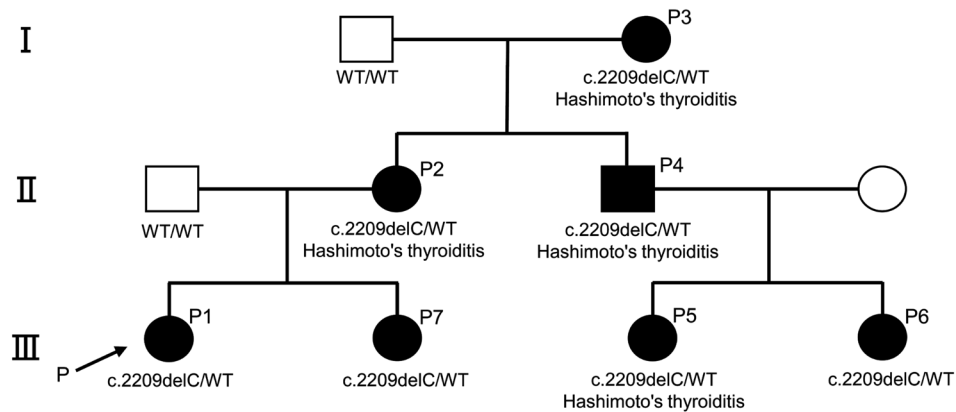 I
P3
WT/WT
c.2209delC/WT
Hashimoto's thyroiditis
II
P2
P4
WT/WT
c.2209delC/WT
Hashimoto's thyroiditis
c.2209delC/WT
Hashimoto's thyroiditis
III
P1
P7
P5
P6
P
c.2209delC/WT
c.2209delC/WT
c.2209delC/WT
Hashimoto's thyroiditis
c.2209delC/WT